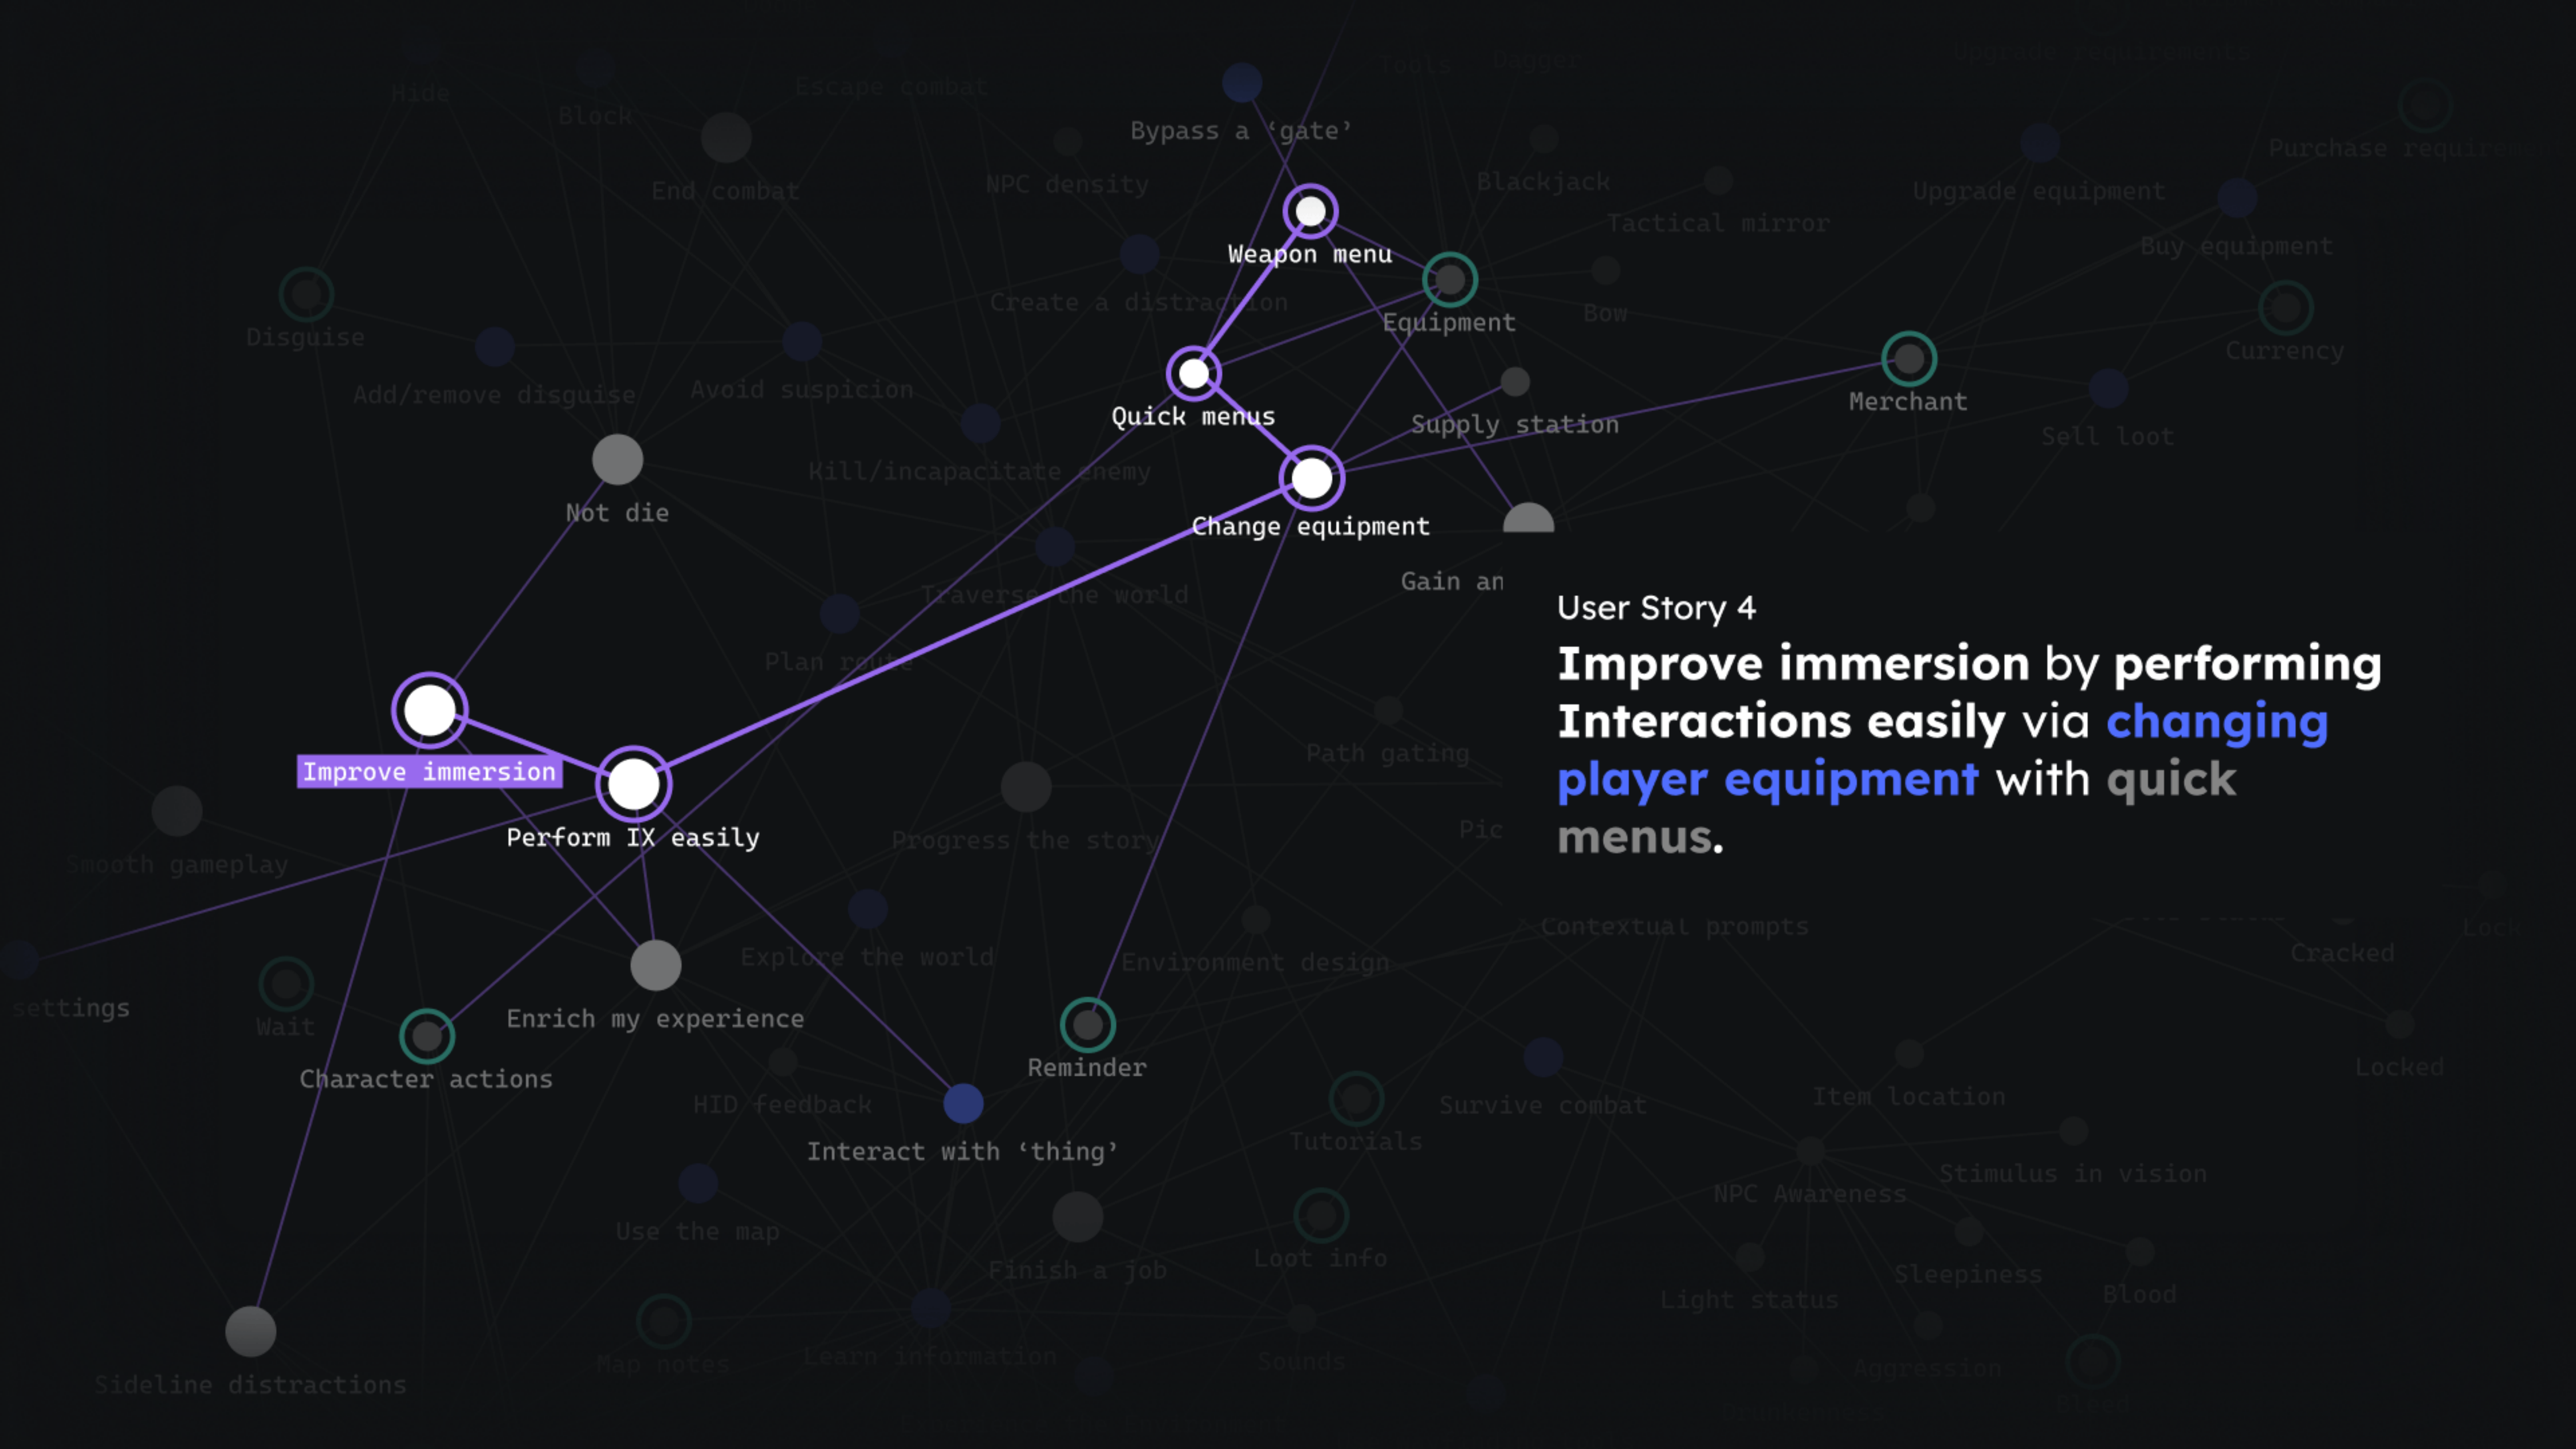 Tools
Dagger
Upgrade requirements
Hide
Escape combat
Block
Bypass a ‘gate’
Purchase
End combat
NPC density
Blackjack
Upgrade equipment
Tactical mirror
Buy equipment
Weapon menu
Create a distraction
Bow
Equipment
Disguise
Currency
Add/remove disguise
Avoid suspicion
Merchant
Quick menus
Supply station
Sell loot
Kill/incapacitate enemy
Not die
Change equipment
Gain an
Traverse the world
User Story 4
Improve immersion by performing
Interactions easily via changing
player equipment with quick
menus.
Plan route
Path gating
Improve immersion
Perform IX easily
Progress the story
Pic
Smooth gameplay
Contextual prompts
Lock
Cracked
Explore the world
Environment design
settings
Enrich my experience
Wait
Character actions
Reminder
Locked
HID feedback
Survive combat
Item location
Interact with ‘thing’
Tutorials
Stimulus in vision
NPC Awareness
Use the map
Finish a job
Loot info
Sleepiness
Blood
Light status
Learn information
Map notes
Sounds
Aggression
Sideline distractions